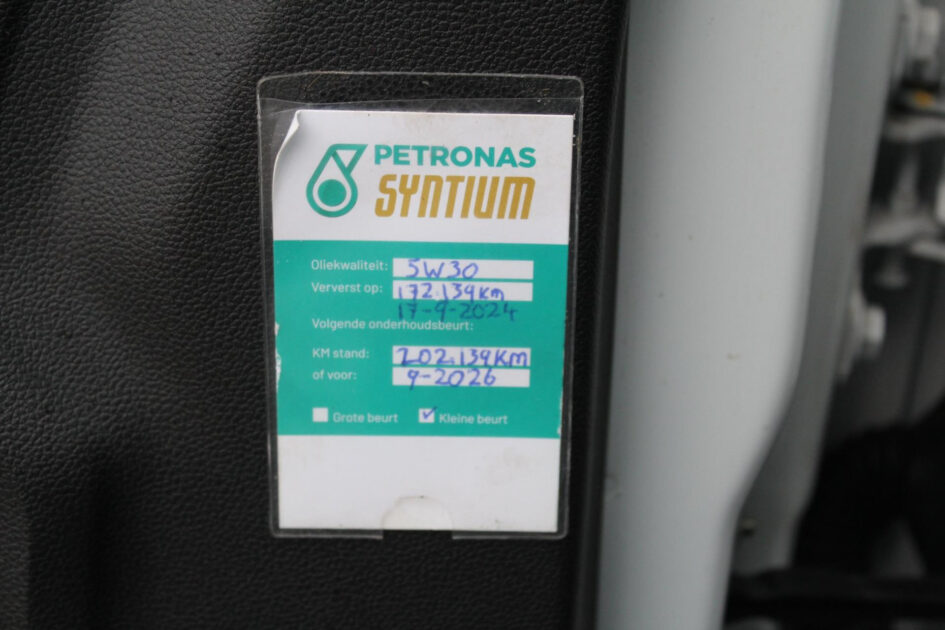 PETRONAS
SYNTIUM
Oliekwaliteit: 5W30
Ververst op: 172.139km
17-9-2024
Volgende onderhoudsbeurt:
KM stand: 202.139KM
of voor: 9-2026
Grote beurt ✓ Kleine beurt